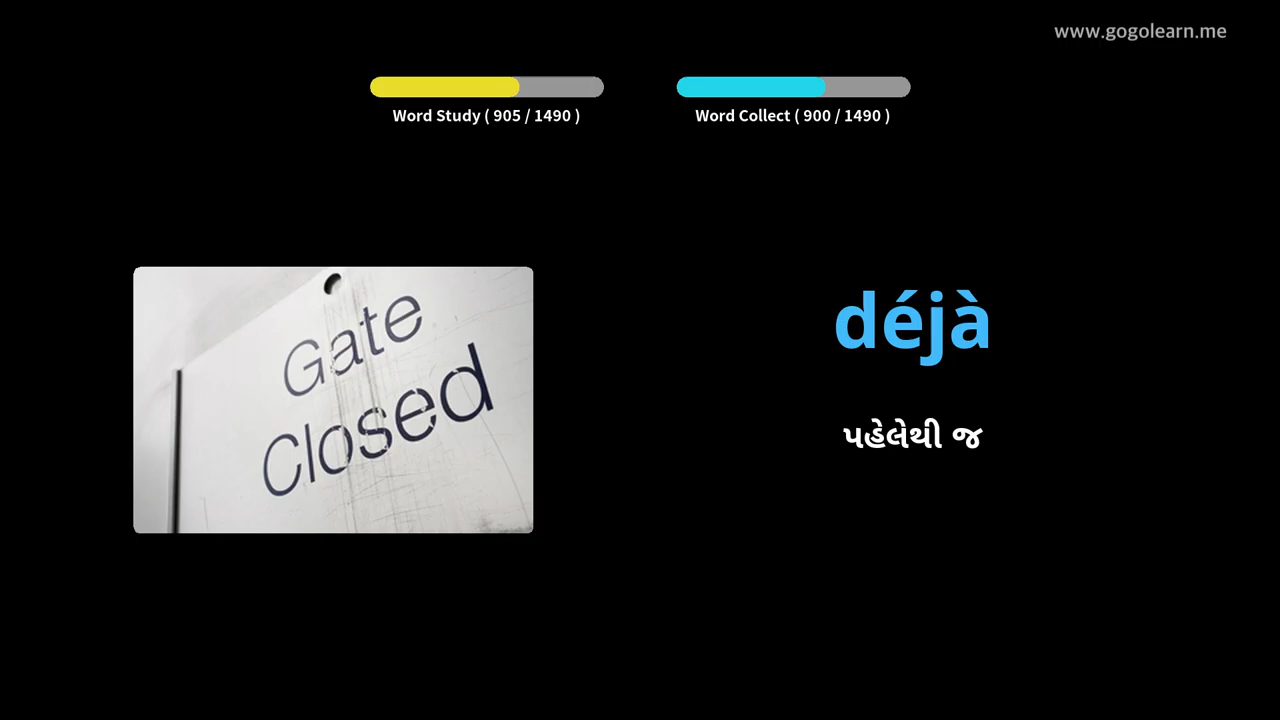 www.gogolearn.me
Word Study ( 905 / 1490 )
Word Collect ( 900 / 1490 )
Gate
Closed
déjà
પહેલેથી જ